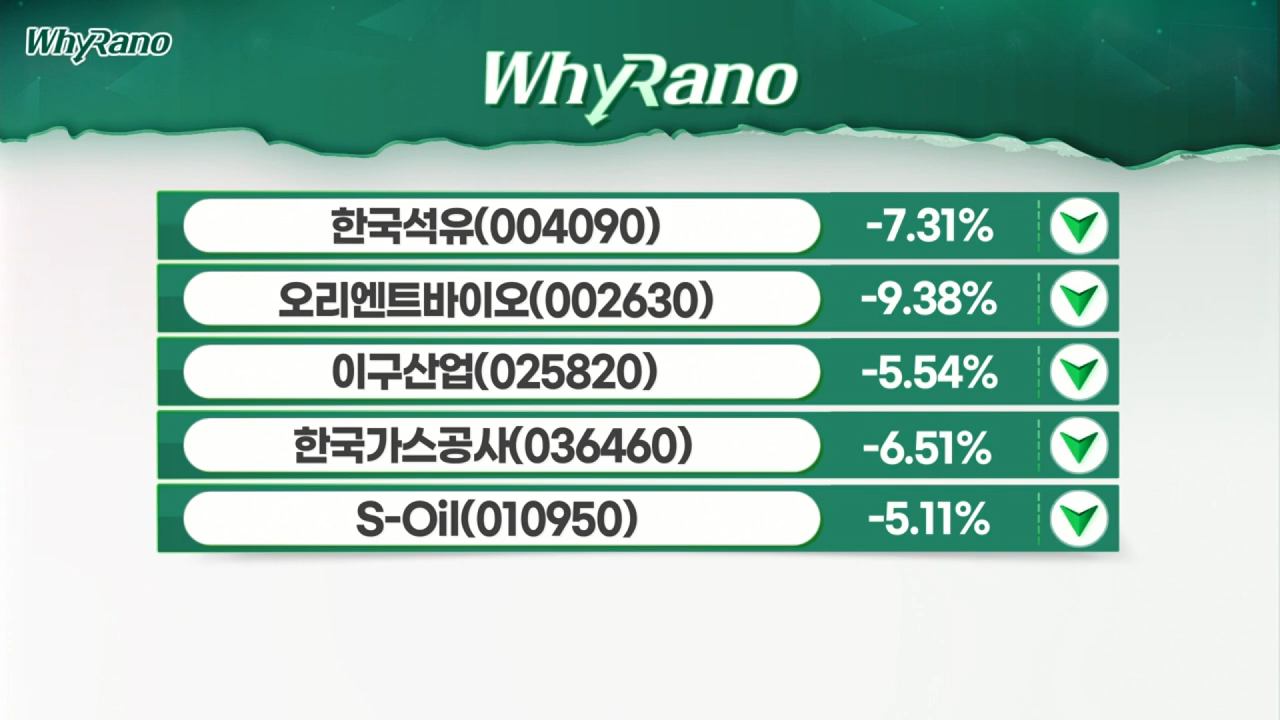 WhyRano
WhyRano
한국석유(004090) -7.31%
오리엔트바이오(002630) -9.38%
이구산업(025820) -5.54%
한국가스공사(036460) -6.51%
S-Oil(010950) -5.11%